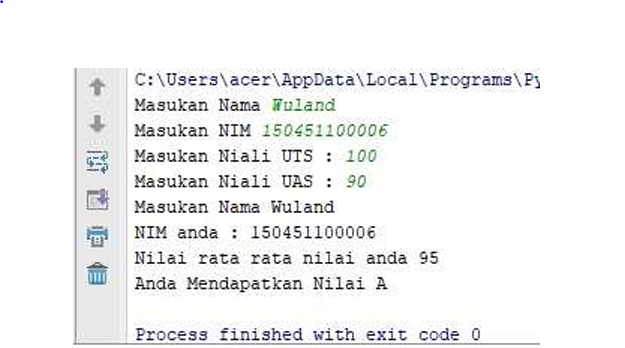 C:\Users\acer\AppData\Local\Programs\Py
Masukan Nama Wuland
Masukan NIM 150451100006
Masukan Niali UTS : 100
Masukan Niali UAS : 90
Masukan Nama Wuland
NIM anda : 150451100006
Nilai rata rata nilai anda 95
Anda Mendapatkan Nilai A
Process finished with exit code 0